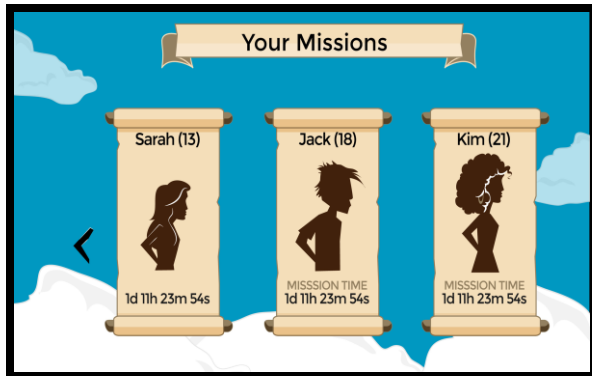 Your Missions
Sarah (13)
1d 11h 23m 54s
Jack (18)
MISSSION TIME
1d 11h 23m 54s
Kim (21)
MISSSION TIME
1d 11h 23m 54s